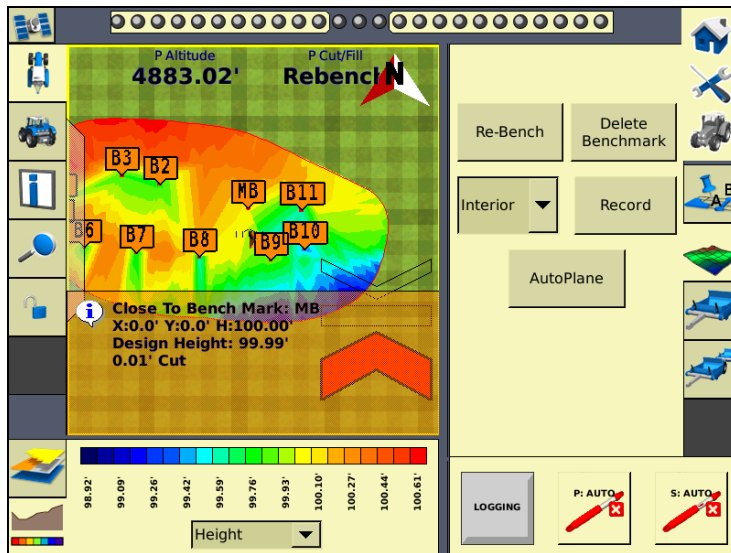 P Altitude
4883.02'
P Cut/Fill
Rebench
N
B3
B2
MB
B11
B6
B7
B8
B9
B10
Close To Bench Mark: MB
X:0.0' Y:0.0' H:100.00'
Design Height: 99.99'
0.01' Cut
98.92'
99.09'
99.26'
99.42'
99.59'
99.76'
99.93'
100.10'
100.27'
100.44'
100.61'
Height
Re-Bench
Delete
Benchmark
Interior
Record
AutoPlane
A B
LOGGING
P: AUTO
S: AUTO